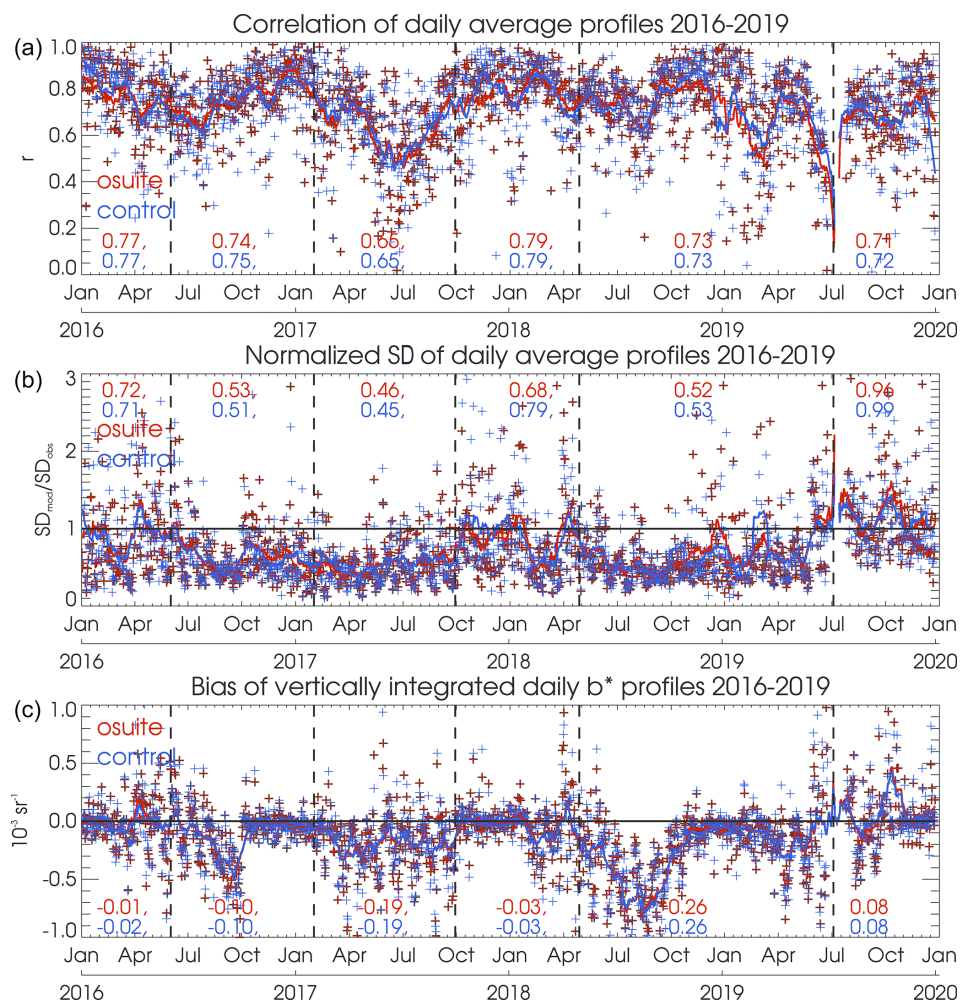 Correlation of daily average profiles 2016-2019
(a)
1.0
0.8
0.6
0.4
0.2
0.0
r
osuite
control
0.77, 0.74, 0.65, 0.79, 0.73 0.71
0.77, 0.75, 0.65, 0.79, 0.73 0.72
Jan Apr Jul Oct Jan Apr Jul Oct Jan Apr Jul Oct Jan Apr Jul Oct Jan
2016 2017 2018 2019 2020
Normalized SD of daily average profiles 2016-2019
(b)
3
2
1
0
SDmod/SDobs
0.72, 0.53, 0.46, 0.68, 0.52 0.96
0.71, 0.51, 0.45, 0.79, 0.53 0.99
osuite
control
Jan Apr Jul Oct Jan Apr Jul Oct Jan Apr Jul Oct Jan Apr Jul Oct Jan
2016 2017 2018 2019 2020
Bias of vertically integrated daily b* profiles 2016-2019
(c)
1.0
0.5
0.0
-0.5
-1.0
10⁻³ sr⁻¹
osuite
control
-0.01, -0.10, -0.19, -0.03, -0.26 0.08
-0.02, -0.10, -0.19, -0.03, -0.26 0.08
Jan Apr Jul Oct Jan Apr Jul Oct Jan Apr Jul Oct Jan Apr Jul Oct Jan
2016 2017 2018 2019 2020